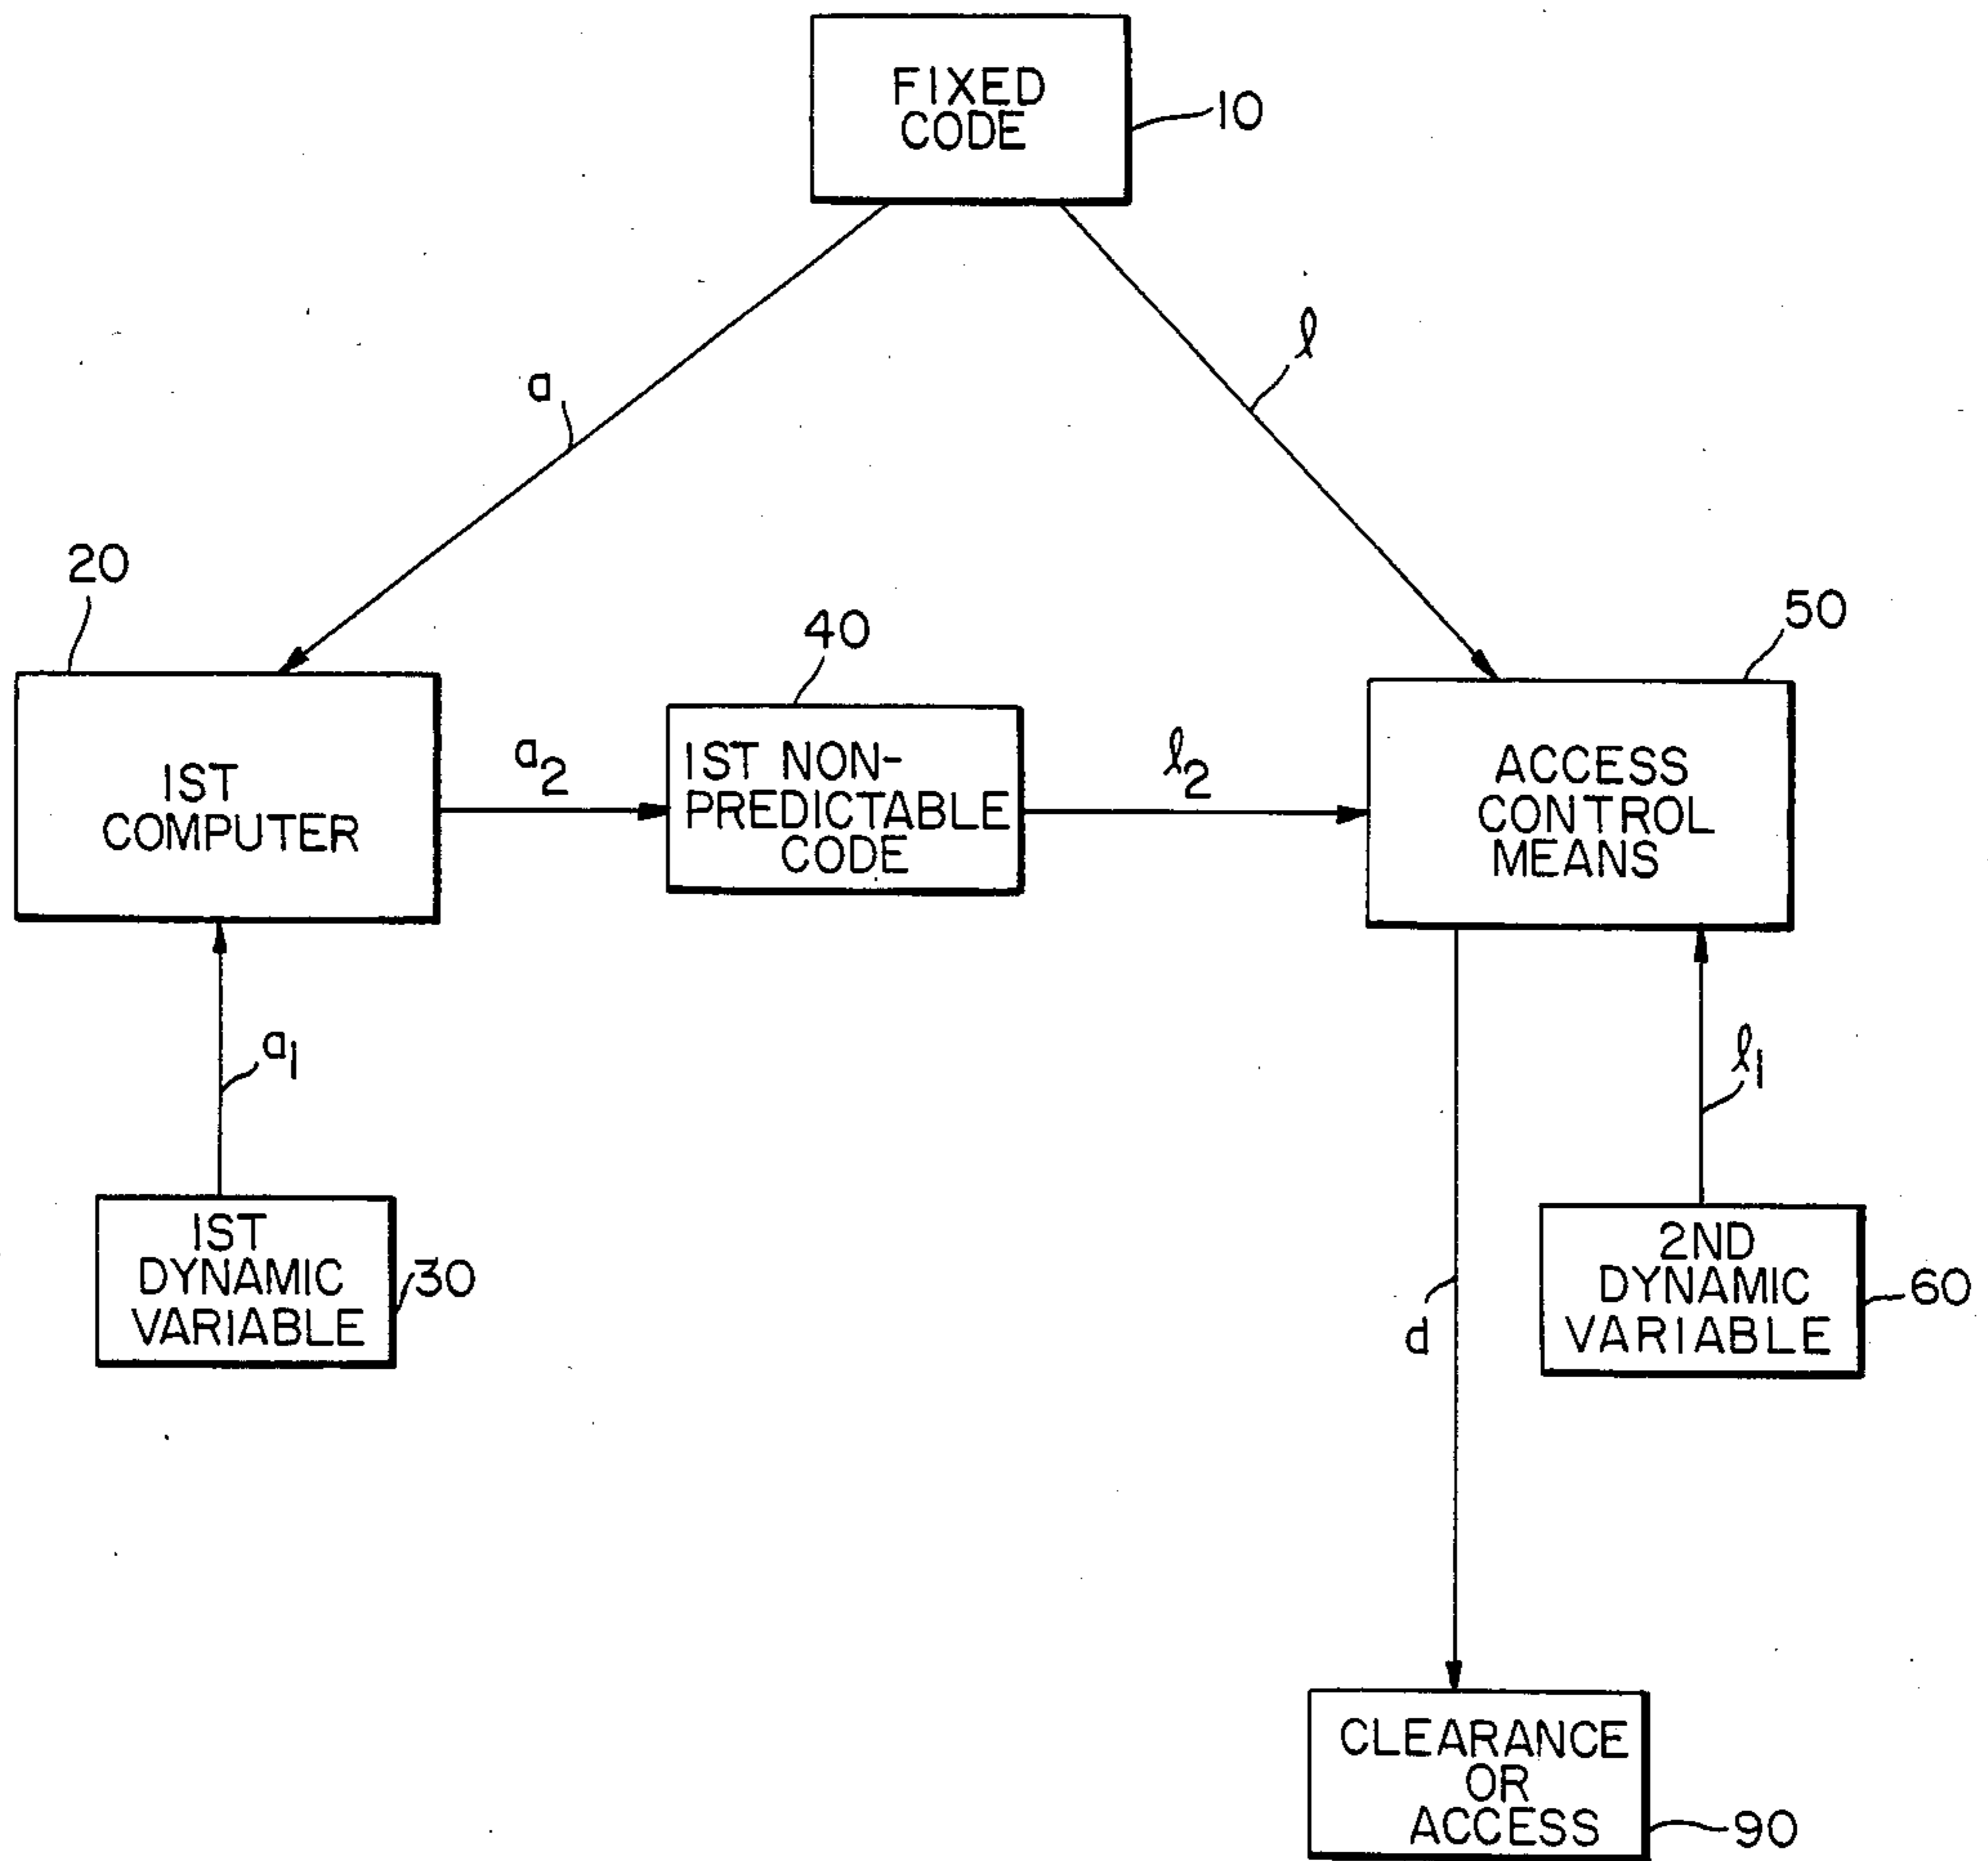 FIXED
CODE
10
a
ℓ
20
40
50
1ST
COMPUTER
a2
1ST NON-
PREDICTABLE
CODE
ℓ2
ACCESS
CONTROL
MEANS
a1
ℓ1
1ST
DYNAMIC
VARIABLE
30
2ND
DYNAMIC
VARIABLE
60
d
CLEARANCE
OR
ACCESS
90